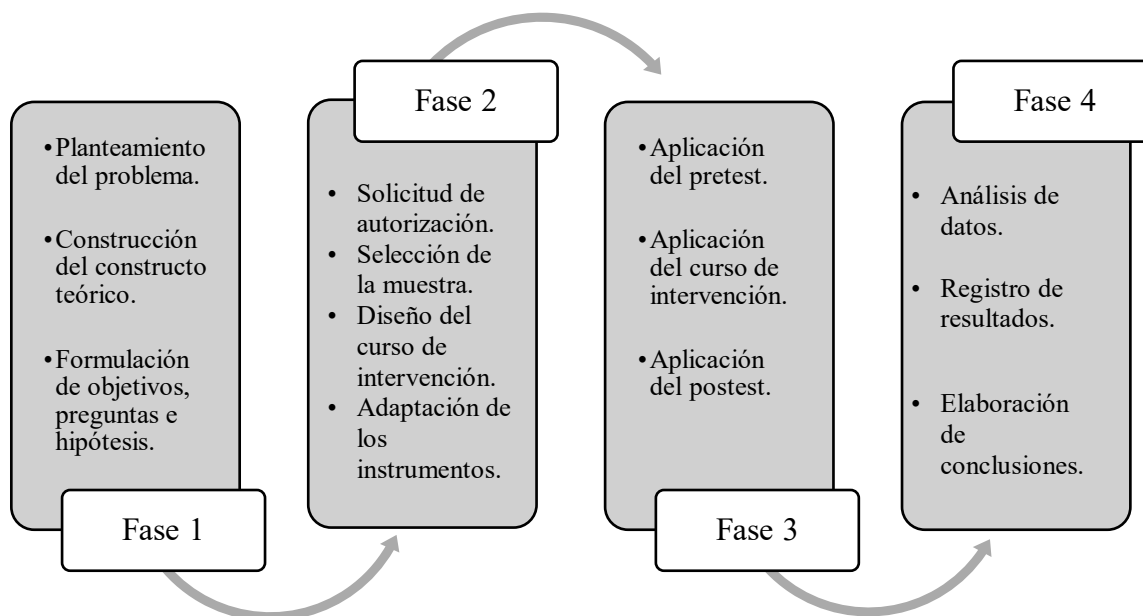 •Planteamiento
del problema.
•Construcción
del constructo
teórico.
•Formulación
de objetivos,
preguntas e
hipótesis.
Fase 1
Fase 2
• Solicitud de
autorización.
• Selección de
la muestra.
• Diseño del
curso de
intervención.
• Adaptación de
los
instrumentos.
•Aplicación
del pretest.
•Aplicación
del curso de
intervención.
•Aplicación
del postest.
Fase 3
Fase 4
• Análisis de
datos.
• Registro de
resultados.
• Elaboración
de
conclusiones.